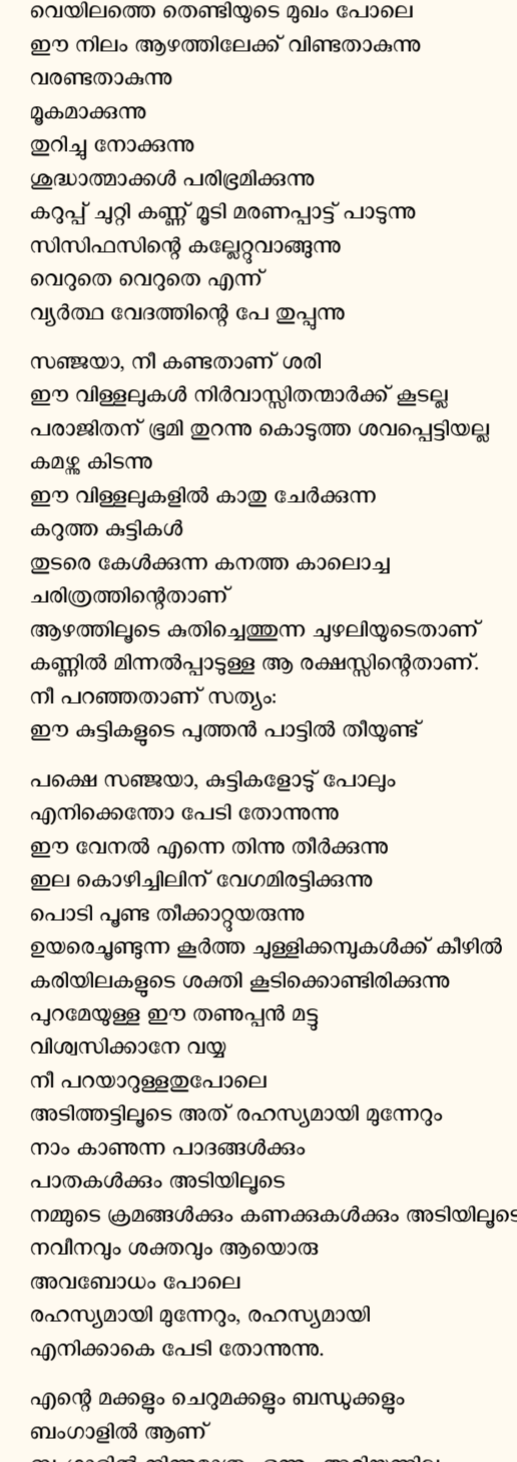 വെയിലത്തെ തെണ്ടിയുടെ മുഖം പോലെ
ഈ നിലം ആഴത്തിലേക്ക് വിണ്ടതാകുന്നു
വരണ്ടതാകുന്നു
മൂകമാക്കുന്നു
തുറിച്ചു നോക്കുന്നു
ശുദ്ധാത്മാക്കൾ പരിഭ്രമിക്കുന്നു
കറുപ്പ് ചുറ്റി കണ്ണ് മൂടി മരണപ്പാട്ട് പാടുന്നു
സിസിഫസിന്റെ കല്ലേറ്റുവാങ്ങുന്നു
വെറുതെ വെറുതെ എന്ന്
വ്യർത്ഥ വേദത്തിന്റെ പേ തുപ്പുന്നു
സഞ്ജയാ, നീ കണ്ടതാണ് ശരി
ഈ വിള്ളലുകൾ നിർവാസ്സിതന്മാർക്ക് കൂടല്ല
പരാജിതന് ഭൂമി തുറന്നു കൊടുത്ത ശവപ്പെട്ടിയല്ല
കമഴ്ന്നു കിടന്നു
ഈ വിള്ളലുകളിൽ കാതു ചേർക്കുന്ന
കറുത്ത കുട്ടികൾ
തുടരെ കേൾക്കുന്ന കനത്ത കാലൊച്ച
ചരിത്രത്തിന്റെതാണ്
ആഴത്തിലൂടെ കുതിച്ചെത്തുന്ന ചുഴലിയുടെതാണ്
കണ്ണിൽ മിന്നൽപ്പാടുള്ള ആ രക്ഷസ്സിന്റെതാണ്.
നീ പറഞ്ഞതാണ് സത്യം:
ഈ കുട്ടികളുടെ പുത്തൻ പാട്ടിൽ തീയുണ്ട്
പക്ഷെ സഞ്ജയാ, കുട്ടികളോടു് പോലും
എനിക്കെന്തോ പേടി തോന്നുന്നു
ഈ വേനൽ എന്നെ തിന്നു തീർക്കുന്നു
ഇല കൊഴിച്ചിലിന് വേഗമിരട്ടിക്കുന്നു
പൊടി പൂണ്ട തീക്കാറ്റുയരുന്നു
ഉയരെചൂണ്ടുന്ന കൂർത്ത ചുള്ളിക്കമ്പുകൾക്ക് കീഴിൽ
കരിയിലകളുടെ ശക്തി കൂടിക്കൊണ്ടിരിക്കുന്നു
പുറമേയുള്ള ഈ തണുപ്പൻ മട്ടു
വിശ്വസിക്കാനേ വയ്യ
നീ പറയാറുള്ളതുപോലെ
അടിത്തട്ടിലൂടെ അത് രഹസ്യമായി മുന്നേറും
നാം കാണുന്ന പാദങ്ങൾക്കും
പാതകൾക്കും അടിയിലൂടെ
നമ്മുടെ ക്രമങ്ങൾക്കും കണക്കുകൾക്കും അടിയിലൂടെ
നവീനവും ശക്തവും ആയൊരു
അവബോധം പോലെ
രഹസ്യമായി മുന്നേറും, രഹസ്യമായി
എനിക്കാകെ പേടി തോന്നുന്നു.
എന്റെ മക്കളും ചെറുമക്കളും ബന്ധുക്കളും
ബംഗാളിൽ ആണ്